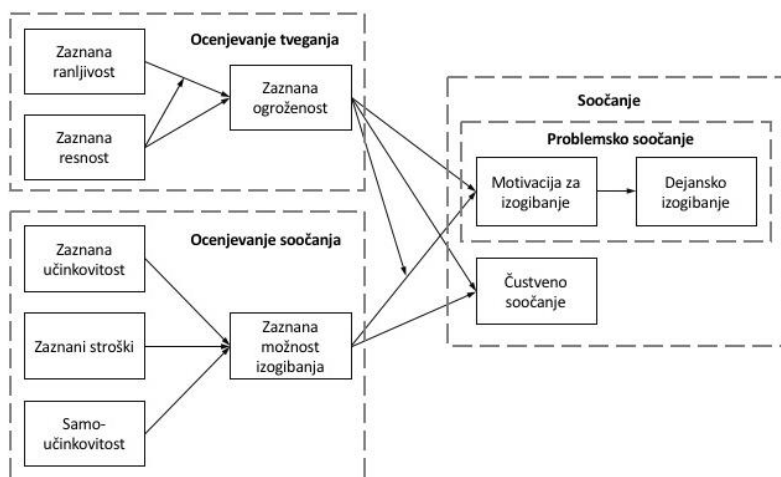 Ocenjevanje tveganja
Zaznana
ranljivost
Zaznana
resnost
Zaznana
ogroženost
Ocenjevanje soočanja
Zaznana
učinkovitost
Zaznani stroški
Samo-
učinkovitost
Zaznana
možnost
izogibanja
Soočanje
Problemsko soočanje
Motivacija za
izogibanje
Dejansko
izogibanje
Čustveno
soočanje